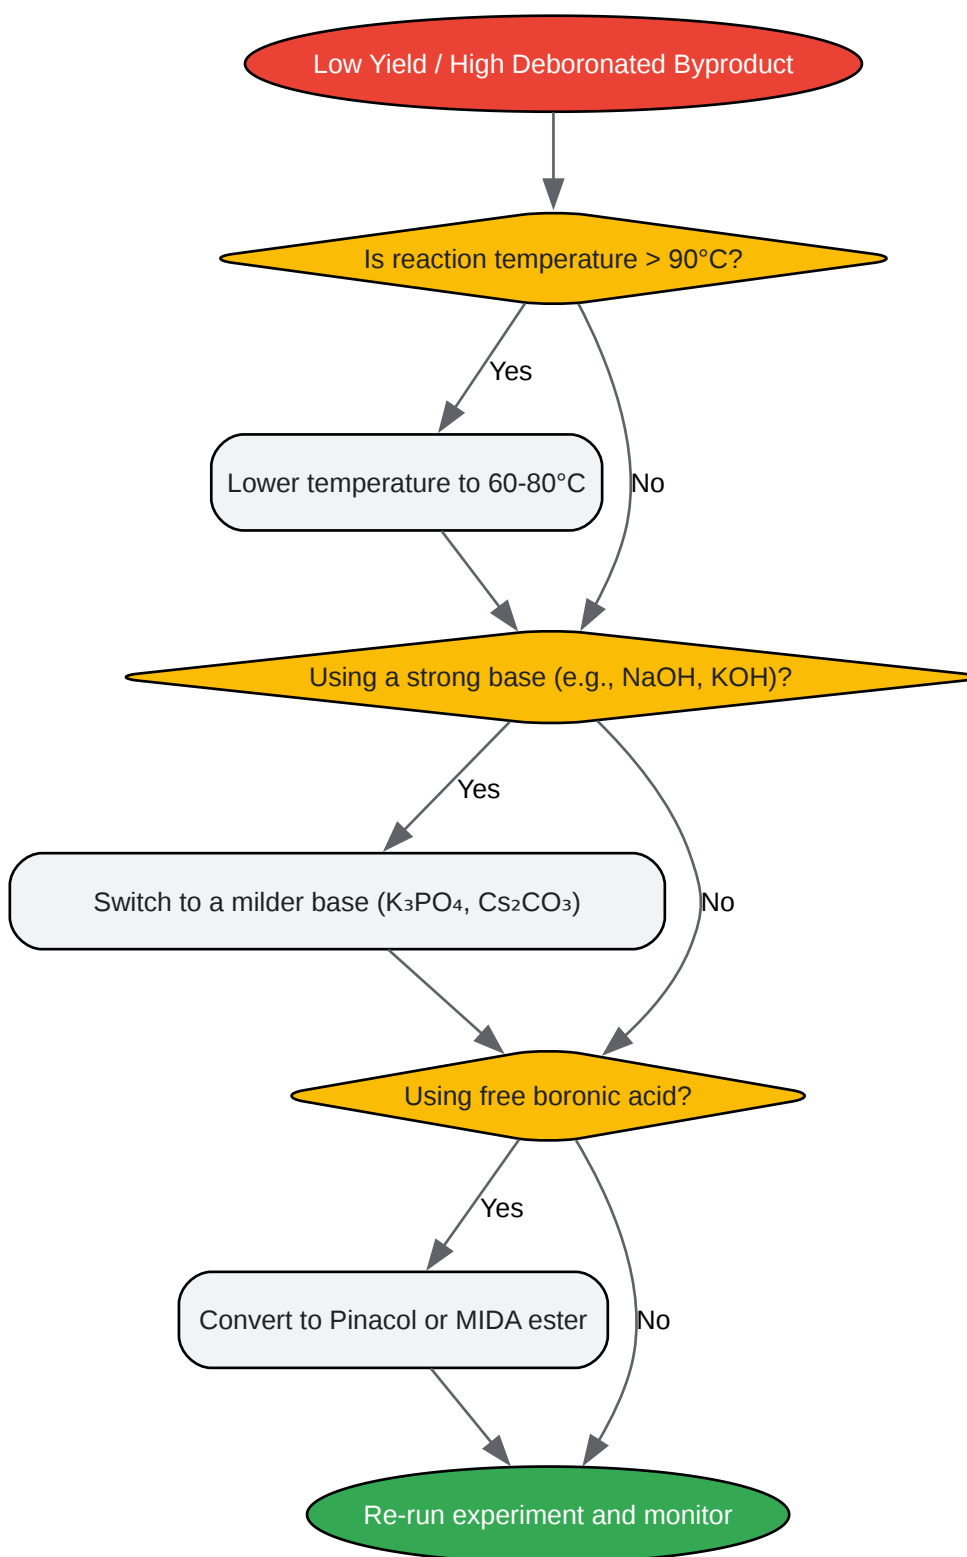 Low Yield / High Deboronated Byproduct
Is reaction temperature > 90°C?
Yes
Lower temperature to 60-80°C
No
Using a strong base (e.g., NaOH, KOH)?
Yes
Switch to a milder base (K₃PO₄, Cs₂CO₃)
No
Using free boronic acid?
Yes
Convert to Pinacol or MIDA ester
No
Re-run experiment and monitor